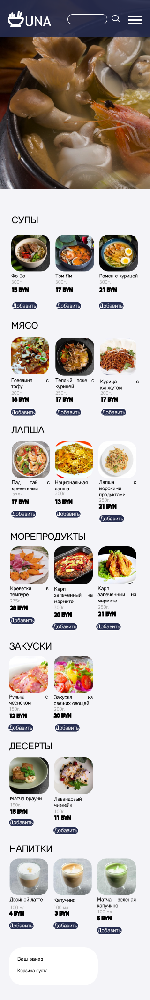 UNA
СУПЫ
Фо Бо
300г.
15 BYN
Добавить
Том Ям
300г.
17 BYN
Добавить
Рамен с курицей
300г.
21 BYN
Добавить
МЯСО
Говядина с
тофу
200г.
18 BYN
Добавить
Теплый поке с
курицей
250г.
17 BYN
Добавить
Курица с
кунжутом
200г.
17 BYN
Добавить
ЛАПША
Пад тай с
креветками
235г.
17 BYN
Добавить
Национальная
лапша
200г.
13 BYN
Добавить
Лапша с
морскими
продуктами
250г.
21 BYN
Добавить
МОРЕПРОДУКТЫ
Креветки в
темпуре
235г.
28 BYN
Добавить
Карп
запеченный на
мармите
300г.
20 BYN
Добавить
Карп
запеченный на
мармите
250г.
21 BYN
Добавить
ЗАКУСКИ
Рулька с
чесноком
150г.
12 BYN
Добавить
Закуска из
свежих овощей
200г.
20 BYN
Добавить
ДЕСЕРТЫ
Матча брауни
150г.
15 BYN
Добавить
Лавандовый
чизкейк
100г.
11 BYN
Добавить
НАПИТКИ
Двойной латте
100 мл.
4 BYN
Добавить
Капучино
100 мл.
3 BYN
Добавить
Матча зеленая
капучино
100 мл.
5 BYN
Добавить
Ваш заказ
Корзина пуста